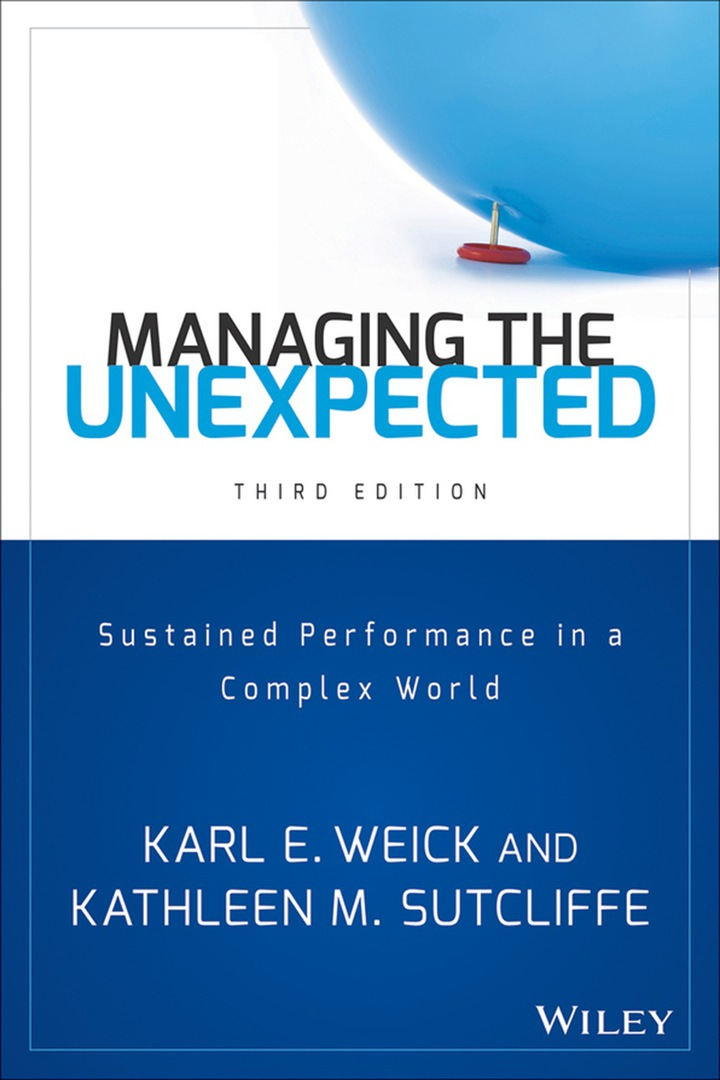 MANAGING THE
UNEXPECTED
THIRD EDITION
Sustained Performance in a
Complex World
KARL E. WEICK AND
KATHLEEN M. SUTCLIFFE
WILEY